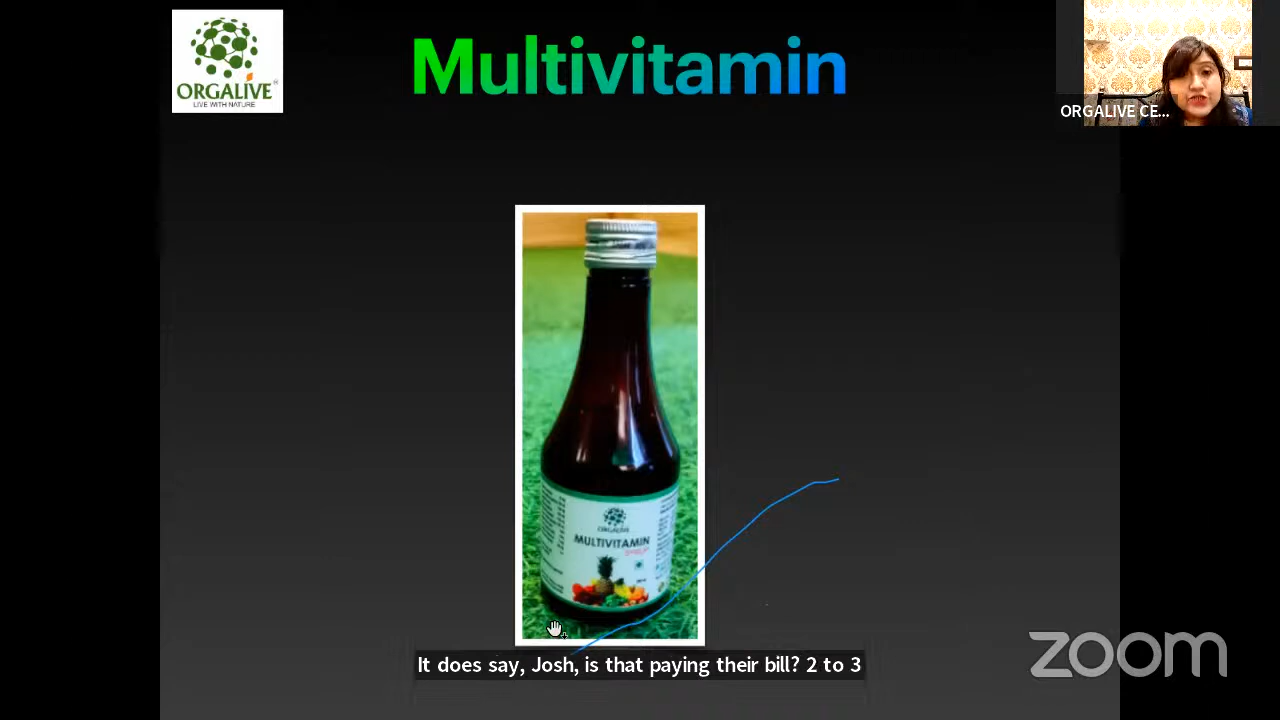 Multivitamin
ORGALIVE
LIVE WITH NATURE
ORGALIVE CE...
ORGALIVE
MULTIVITAMIN
SYRUP
It does say, Josh, is that paying their bill? 2 to 3
zoom